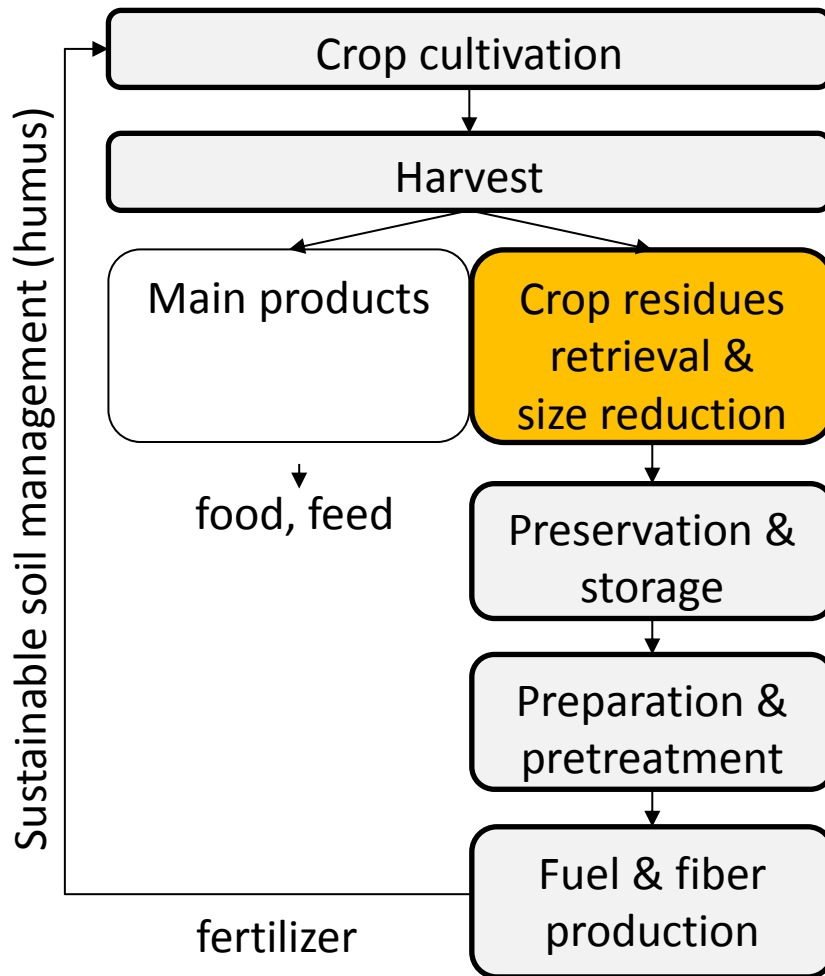 Crop cultivation
Harvest
Main products
Crop residues
retrieval &
size reduction
food, feed
Preservation &
storage
Preparation &
pretreatment
Fuel & fiber
production
fertilizer
Sustainable soil management (humus)